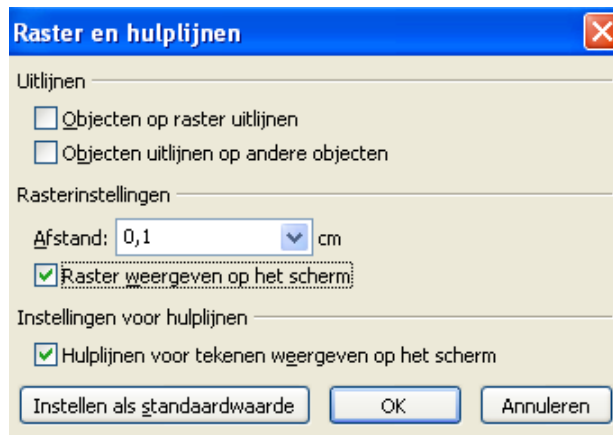 Raster en hulplijnen
Uitlijnen
Objecten op raster uitlijnen
Objecten uitlijnen op andere objecten
Rasterinstellingen
Afstand: 0,1 cm
Raster weergeven op het scherm
Instellingen voor hulplijnen
Hulplijnen voor tekenen weergeven op het scherm
Instellen als standaardwaarde OK Annuleren